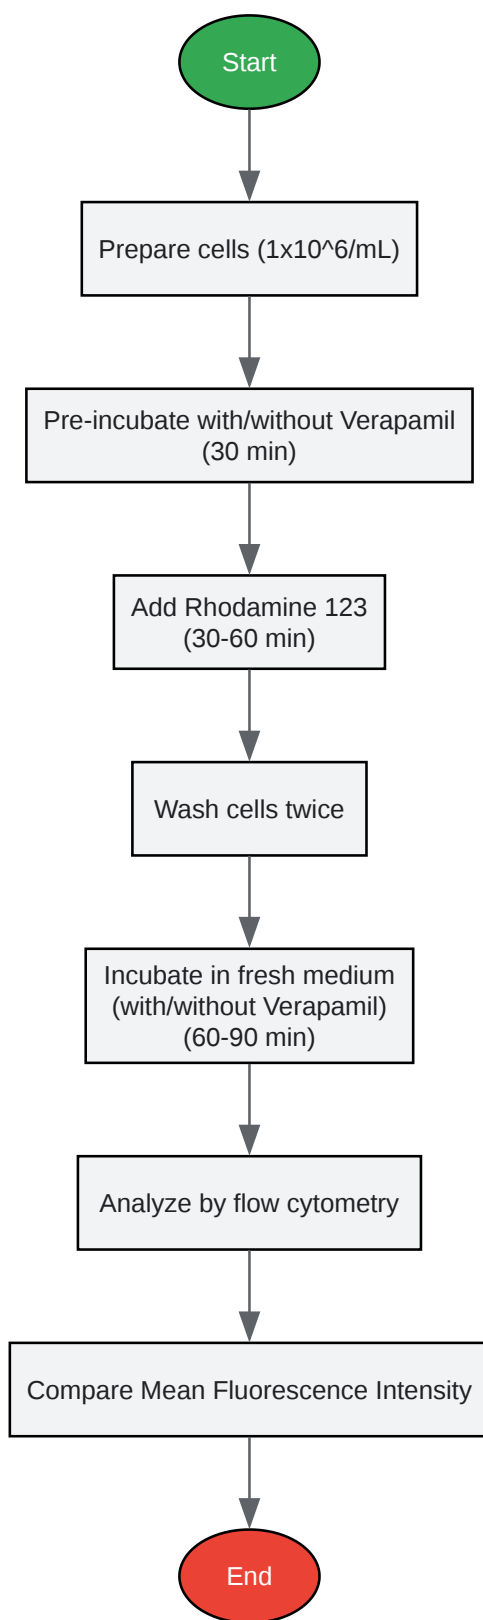 Start
Prepare cells (1x10^6/mL)
Pre-incubate with/without Verapamil
(30 min)
Add Rhodamine 123
(30-60 min)
Wash cells twice
Incubate in fresh medium
(with/without Verapamil)
(60-90 min)
Analyze by flow cytometry
Compare Mean Fluorescence Intensity
End